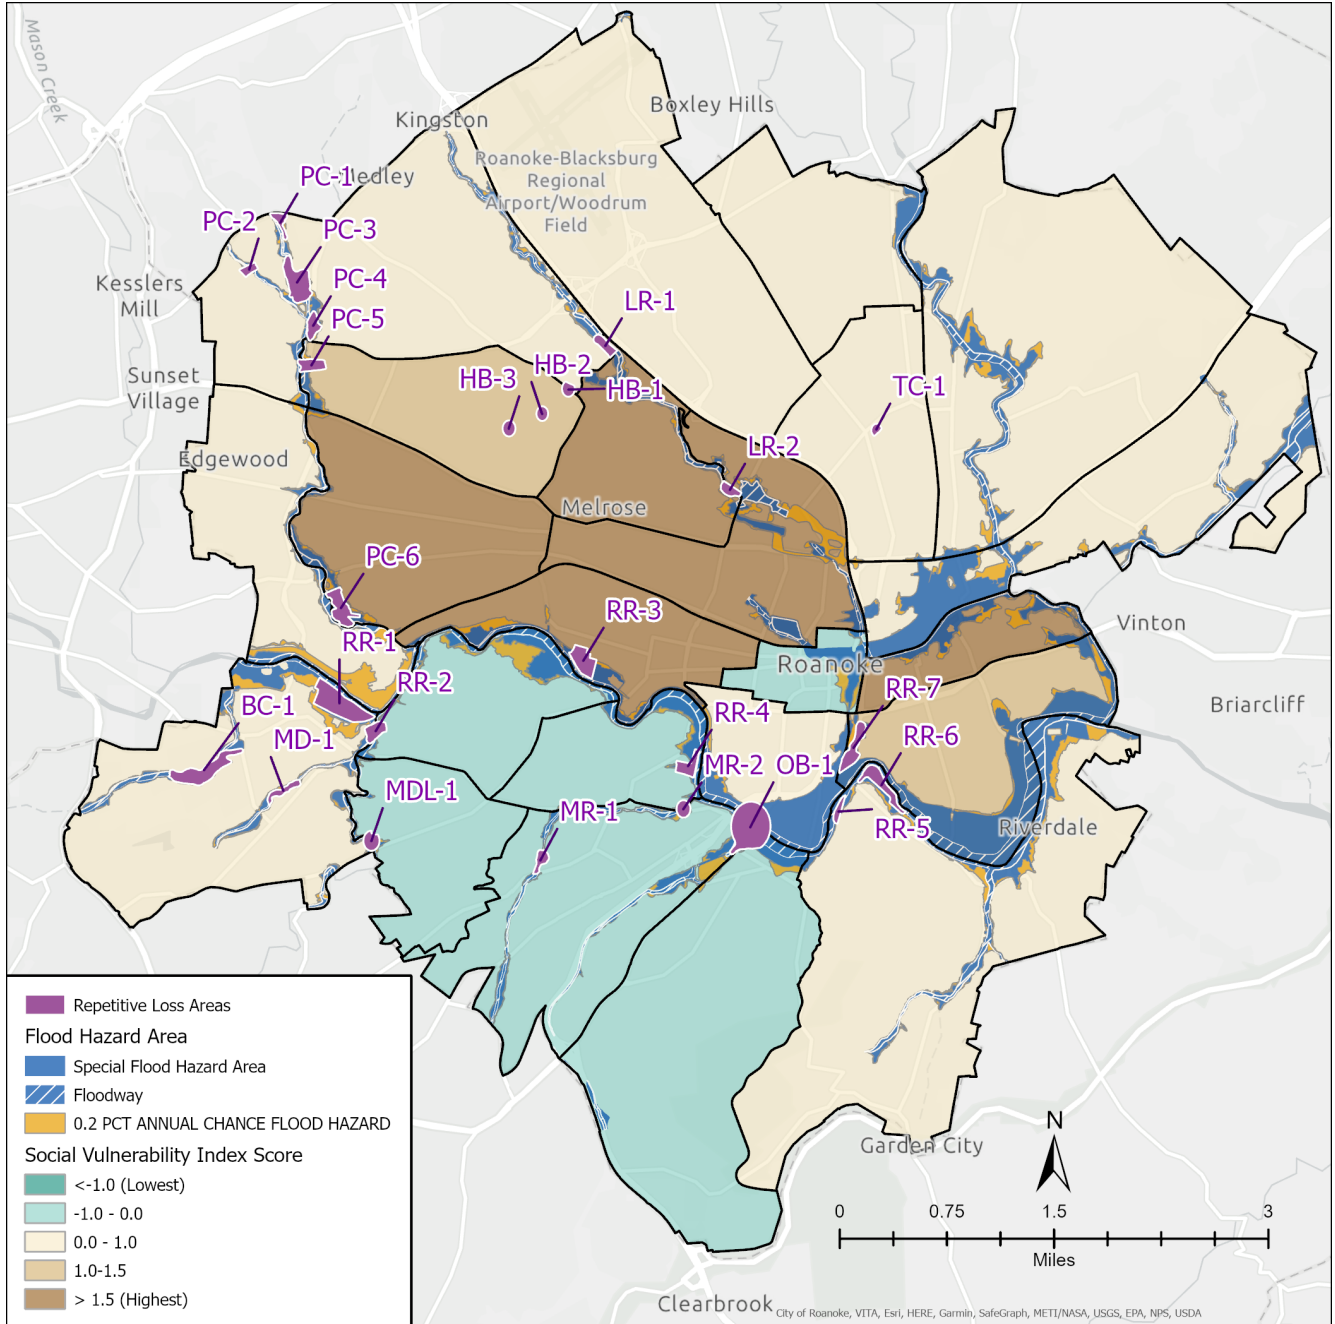 Mason Creek
Boxley Hills
Kingston
Roanoke-Blacksburg
Regional
Airport/Woodrum
Field
PC-1
edley
PC-2
PC-3
Kesslers
Mill
PC-4
PC-5
LR-1
HB-2
HB-3
HB-1
TC-1
Sunset
Village
Edgewood
LR-2
Melrose
PC-6
RR-3
RR-1
Vinton
Roanoke
RR-2
RR-7
BC-1
RR-4
Briarcliff
MD-1
RR-6
MR-2
OB-1
MDL-1
MR-1
RR-5
Riverdale
Repetitive Loss Areas
Flood Hazard Area
Special Flood Hazard Area
Floodway
0.2 PCT ANNUAL CHANCE FLOOD HAZARD
Social Vulnerability Index Score
<-1.0 (Lowest)
-1.0 - 0.0
0.0 - 1.0
1.0-1.5
> 1.5 (Highest)
Garden City
N
0 0.75 1.5 3
Miles
Clearbrook
City of Roanoke, VITA, Esri, HERE, Garmin, SafeGraph, METI/NASA, USGS, EPA, NPS, USDA